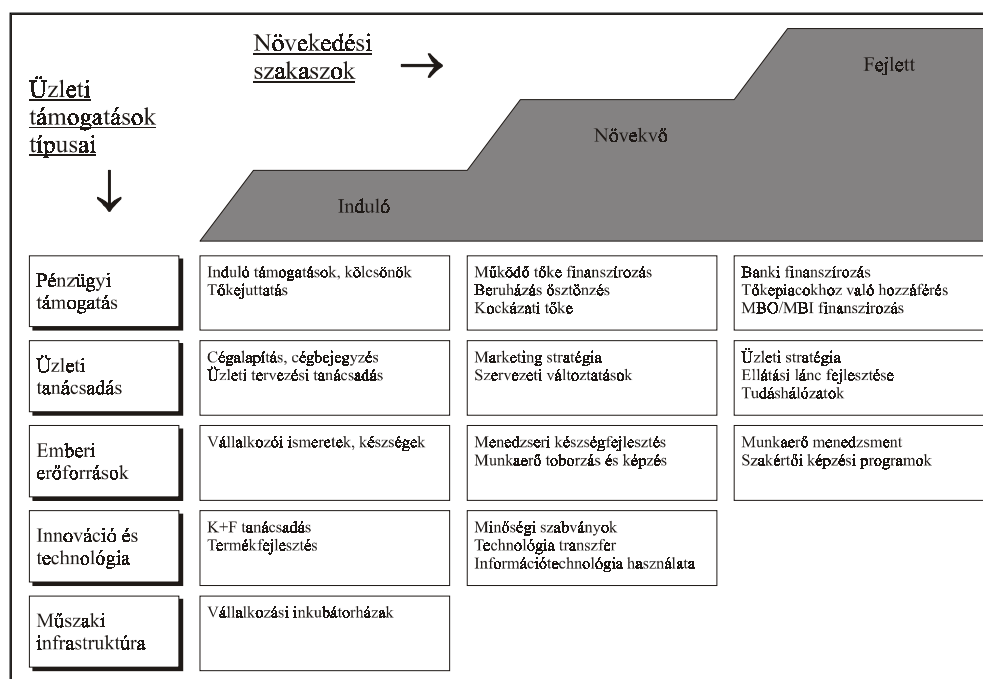 Növekedési
szakaszok
Üzleti
támogatások
típusai
Fejlett
Növekvő
Induló
Pénzügyi
támogatás
Induló támogatások, kölcsönök
Tőkejuttatás
Működő tőke finanszírozás
Beruházás ösztönzés
Kockázati tőke
Banki finanszírozás
Tőkepiacokhoz való hozzáférés
MBO/MBI finanszírozás
Üzleti
tanácsadás
Cégalapítás, cégbejegyzés
Üzleti tervezési tanácsadás
Marketing stratégia
Szervezeti változtatások
Üzleti stratégia
Ellátási lánc fejlesztése
Tudáshálózatok
Emberi
erőforrások
Vállalkozói ismeretek, készségek
Menedzseri készségfejlesztés
Munkaerő toborzás és képzés
Munkaerő menedzsment
Szakértői képzési programok
Innováció és
technológia
K+F tanácsadás
Termékfejlesztés
Minőségi szabványok
Technológia transzfer
Információtechnológia használata
Műszaki
infrastruktúra
Vállalkozási inkubátorházak